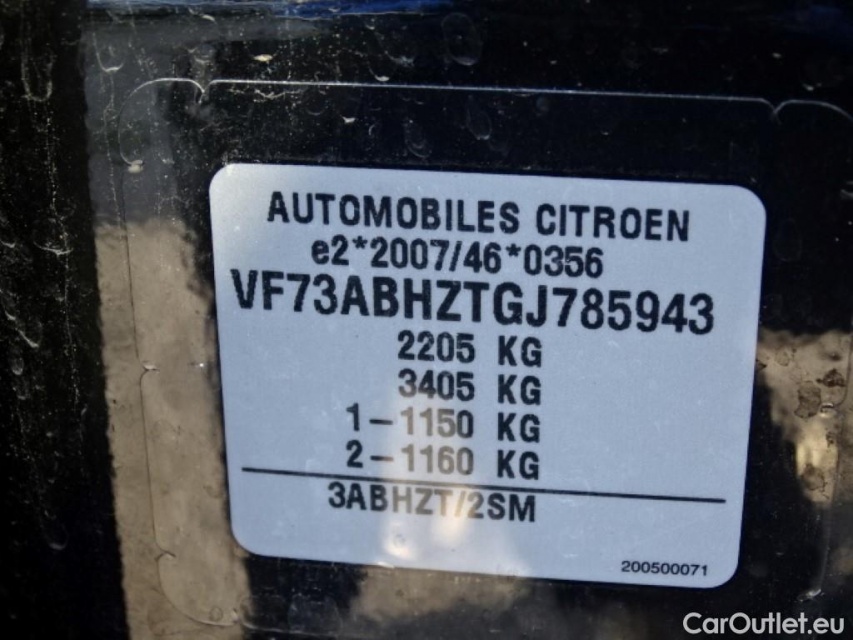 AUTOMOBILES CITROEN
e2*2007/46*0356
VF73ABHZTGJ785943
2205 KG
3405 KG
1-1150 KG
2-1160 KG
3ABHZT/2SM
200500071
CarOutlet.eu